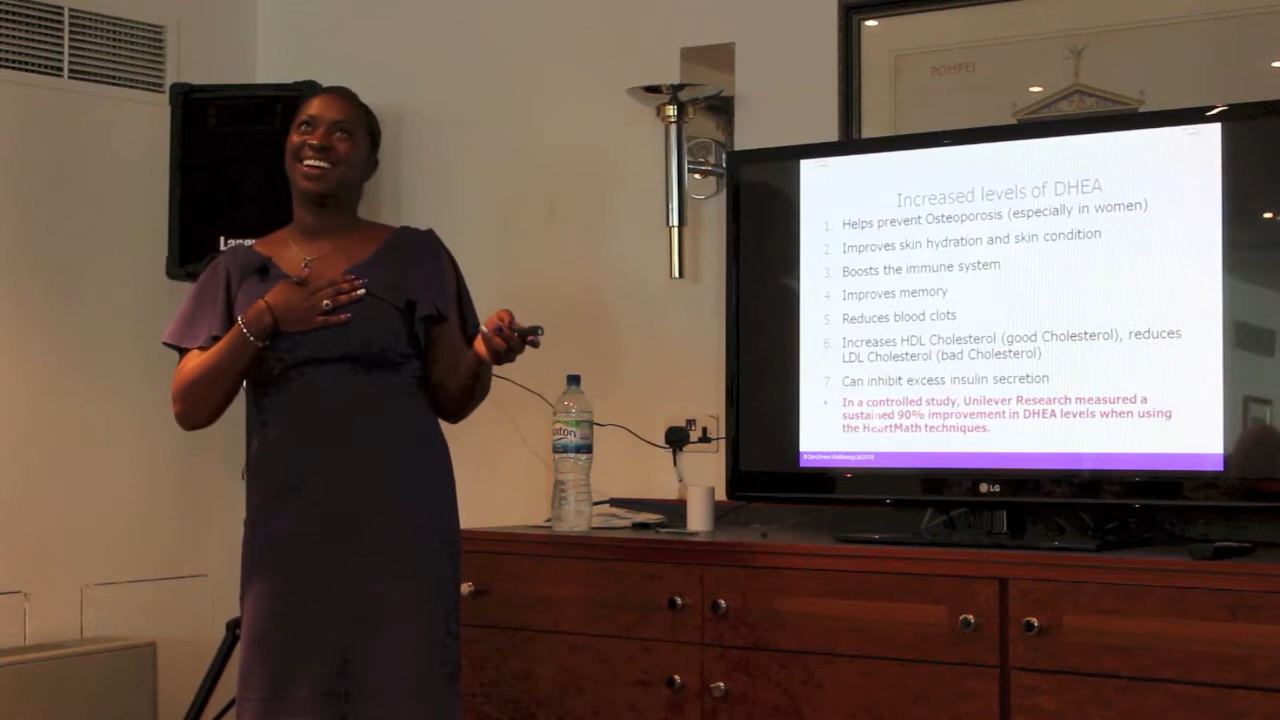 POMPEI
Increased levels of DHEA
1. Helps prevent Osteoporosis (especially in women)
2. Improves skin hydration and skin condition
3. Boosts the immune system
4. Improves memory
5. Reduces blood clots
6. Increases HDL Cholesterol (good Cholesterol), reduces
LDL Cholesterol (bad Cholesterol)
7. Can inhibit excess insulin secretion
• In a controlled study, Unilever Research measured a
sustained 90% improvement in DHEA levels when using
the HeartMath techniques.
LG